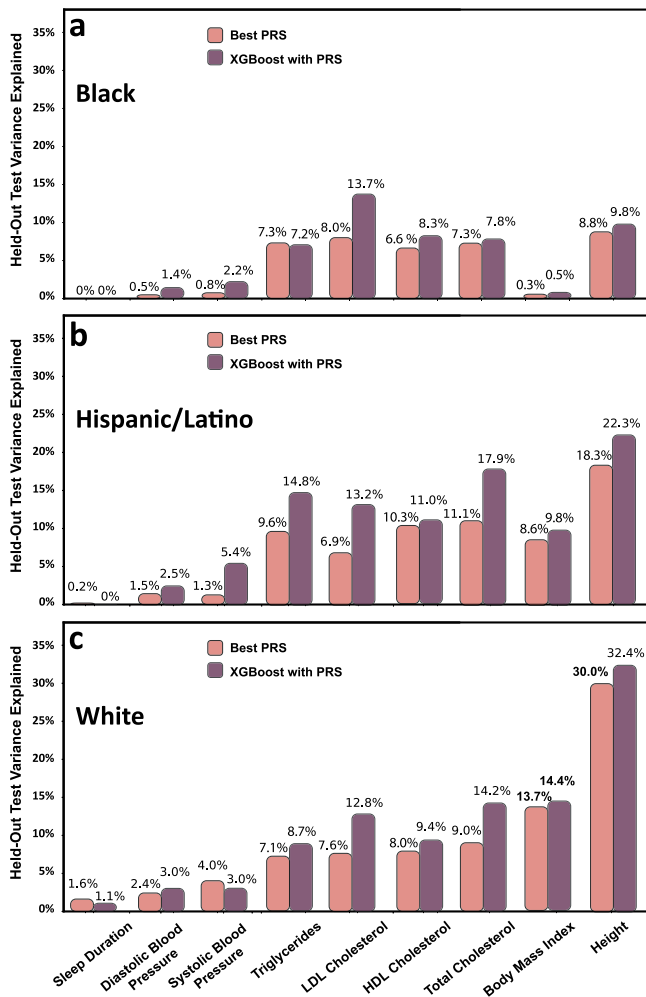 a
Best PRS
XGBoost with PRS
Black
Held-Out Test Variance Explained
35%
30%
25%
20%
15%
10%
5%
0%
0% 0%
0.5% 1.4%
0.8% 2.2%
7.3% 7.2%
8.0% 13.7%
6.6 % 8.3%
7.3% 7.8%
0.3% 0.5%
8.8% 9.8%
b
Best PRS
XGBoost with PRS
Hispanic/Latino
Held-Out Test Variance Explained
35%
30%
25%
20%
15%
10%
5%
0%
0.2% 0%
1.5% 2.5%
1.3% 5.4%
9.6% 14.8%
6.9% 13.2%
10.3% 11.0%
11.1% 17.9%
8.6% 9.8%
18.3% 22.3%
c
Best PRS
XGBoost with PRS
White
Held-Out Test Variance Explained
35%
30%
25%
20%
15%
10%
5%
0%
1.6% 1.1%
2.4% 3.0%
4.0% 3.0%
7.1% 8.7%
7.6% 12.8%
8.0% 9.4%
9.0% 14.2%
13.7% 14.4%
30.0% 32.4%
Sleep Duration
Diastolic Blood
Pressure
Systolic Blood
Pressure
Triglycerides
LDL Cholesterol
HDL Cholesterol
Total Cholesterol
Body Mass Index
Height